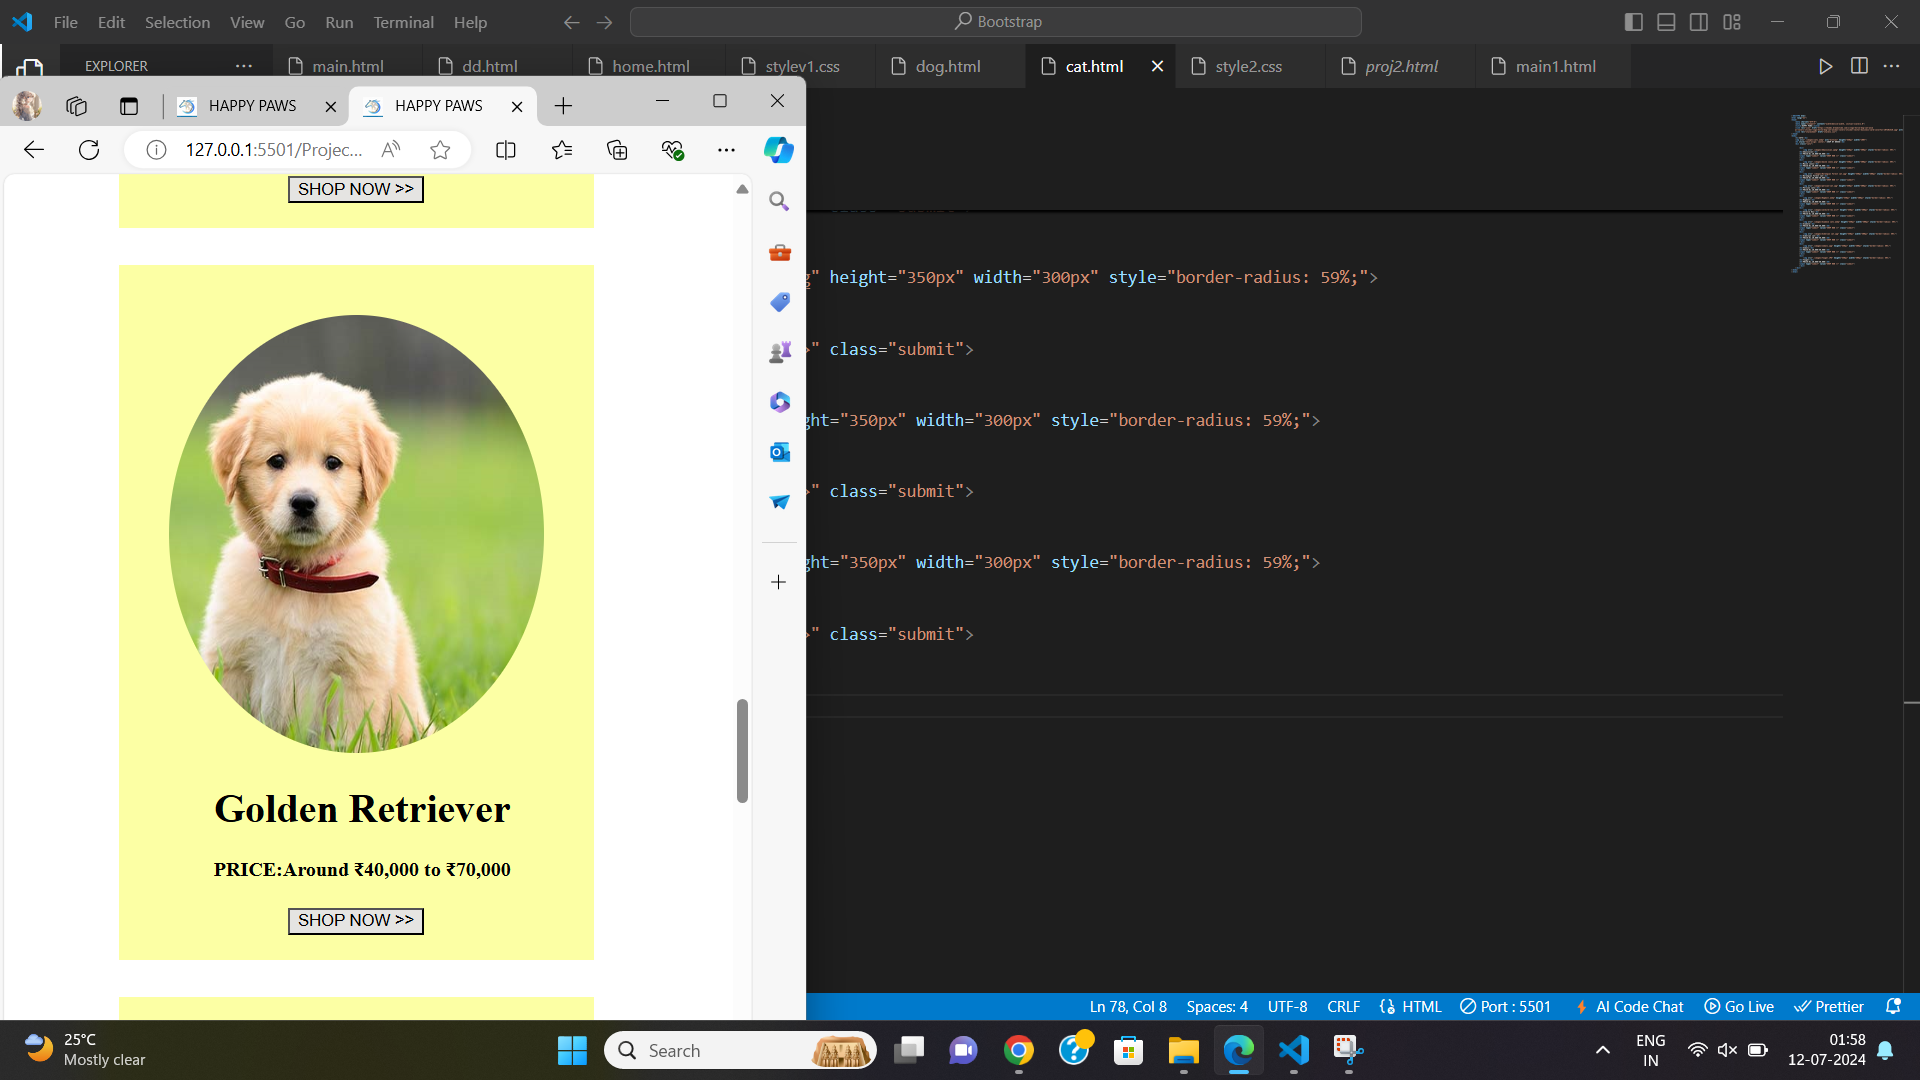 File Edit Selection View Go Run Terminal Help
Bootstrap
EXPLORER
main.html
dd.html
home.html
stylev1.css
dog.html
cat.html
style2.css
proj2.html
main1.html
HAPPY PAWS
HAPPY PAWS
127.0.0.1:5501/Projec...
SHOP NOW >>
g" height="350px" width="300px" style="border-radius: 59%;">
>" class="submit">
ght="350px" width="300px" style="border-radius: 59%;">
>" class="submit">
ght="350px" width="300px" style="border-radius: 59%;">
>" class="submit">
Golden Retriever
PRICE:Around ₹40,000 to ₹70,000
SHOP NOW >>
Ln 78, Col 8 Spaces: 4 UTF-8 CRLF HTML Port : 5501 AI Code Chat Go Live Prettier
25°C
Mostly clear
Search
ENG
IN
01:58
12-07-2024